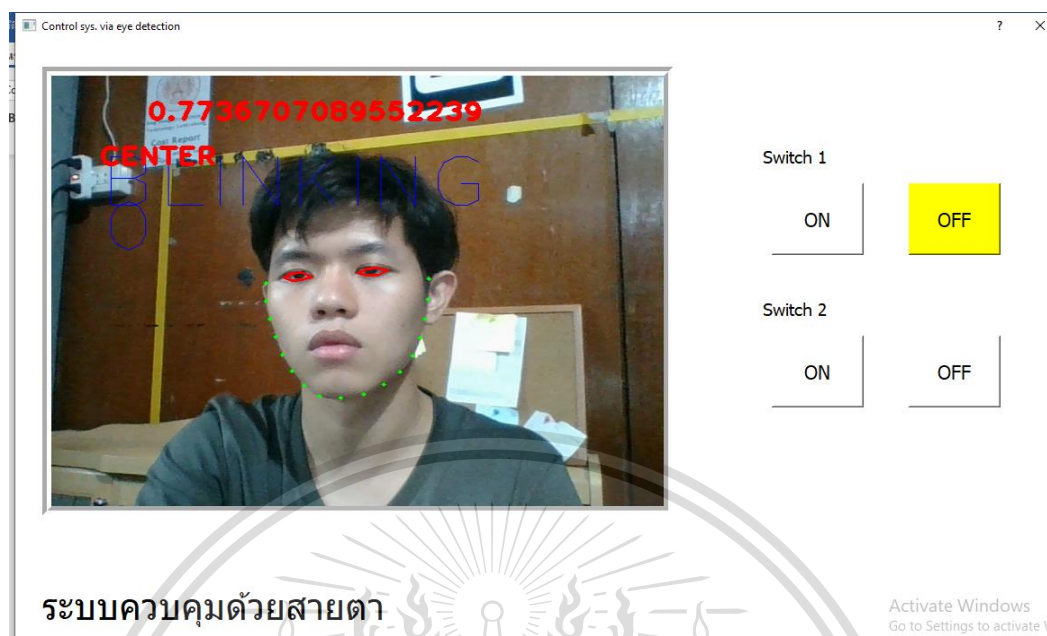 Control sys. via eye detection
?
0.7736707089552239
Cost Report
CENTER
BLINKING
0
Switch 1
ON
OFF
Switch 2
ON
OFF
ระบบควบคุมด้วยสายตา
Activate Windows
Go to Settings to activate